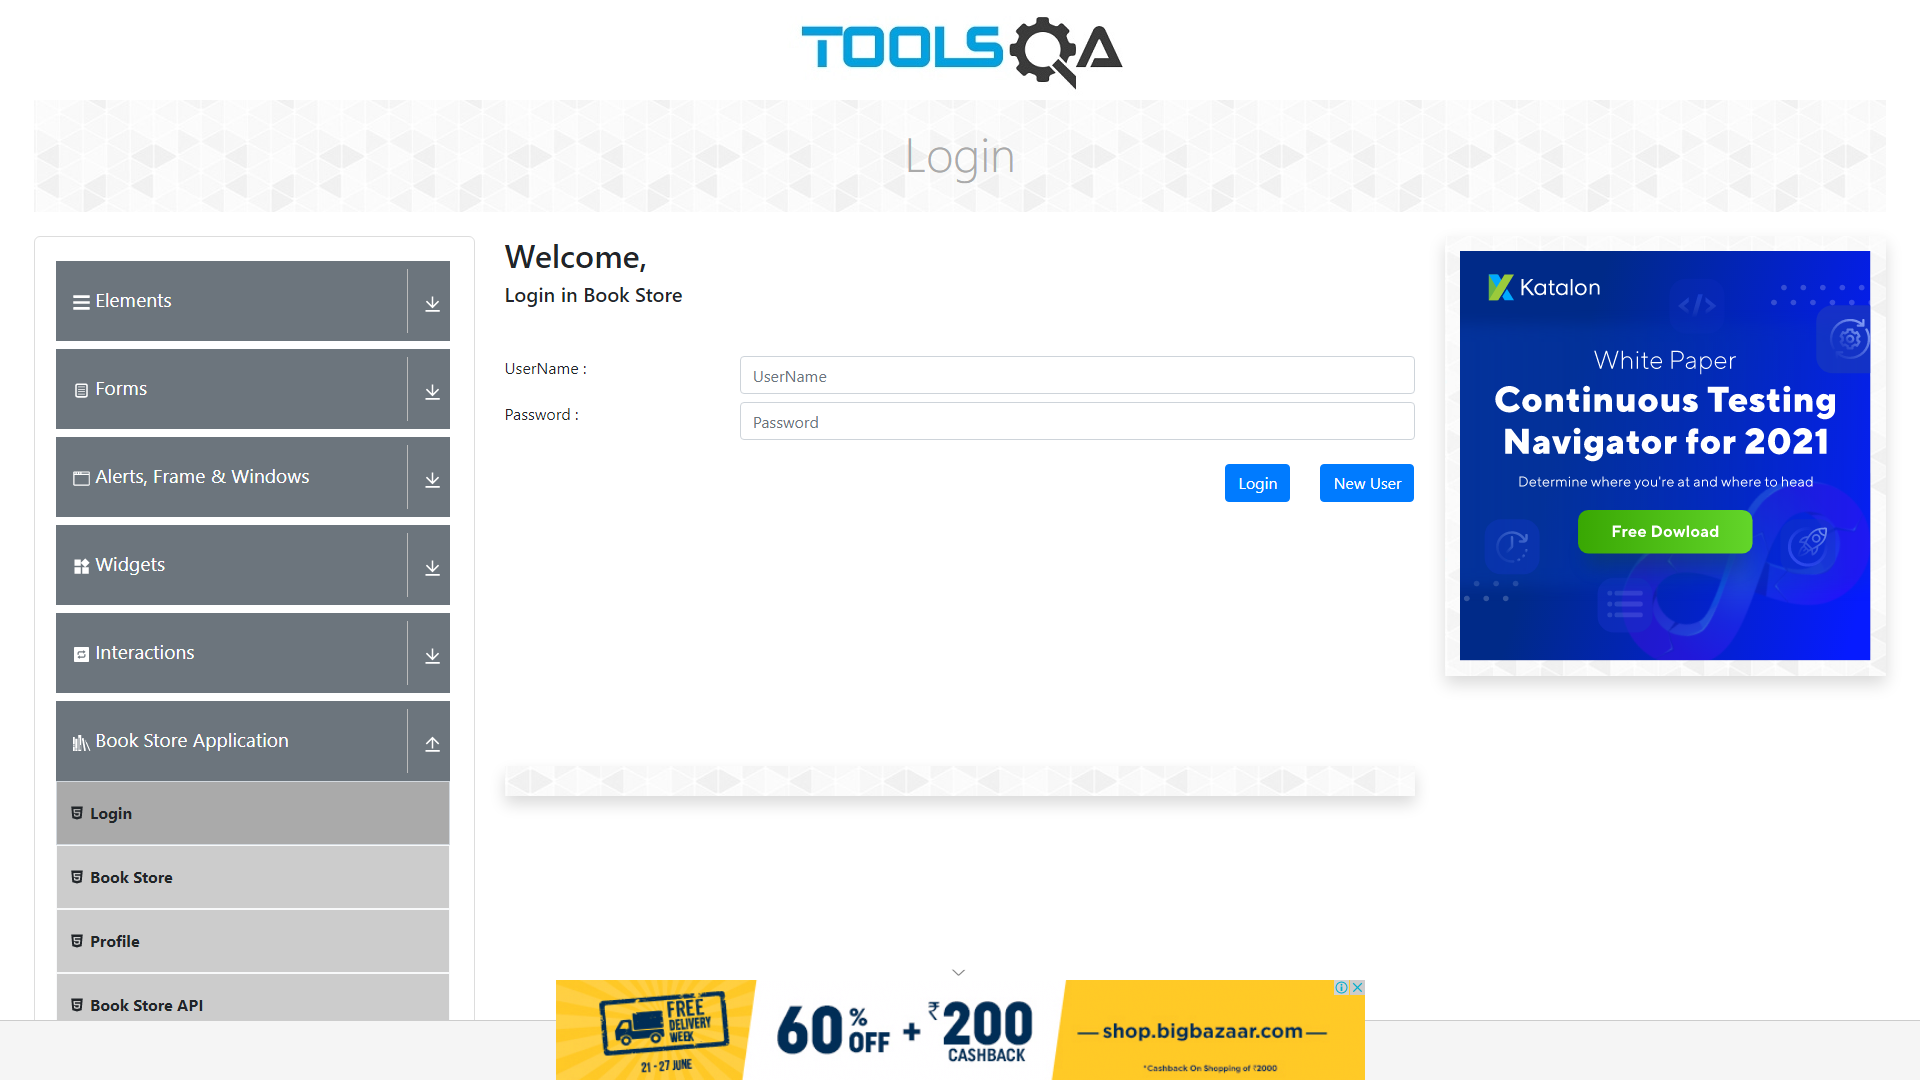 TOOLSQA
Login
Elements
Forms
Alerts, Frame & Windows
Widgets
Interactions
Book Store Application
Login
Book Store
Profile
Book Store API
Welcome,
Login in Book Store
UserName :
UserName
Password :
Password
Login
New User
Katalon
White Paper
Continuous Testing
Navigator for 2021
Determine where you're at and where to head
Free Dowload
FREE
DELIVERY
WEEK
21 - 27 JUNE
60% OFF + ₹200
CASHBACK
— shop.bigbazaar.com —
*Cashback On Shopping of ₹2000